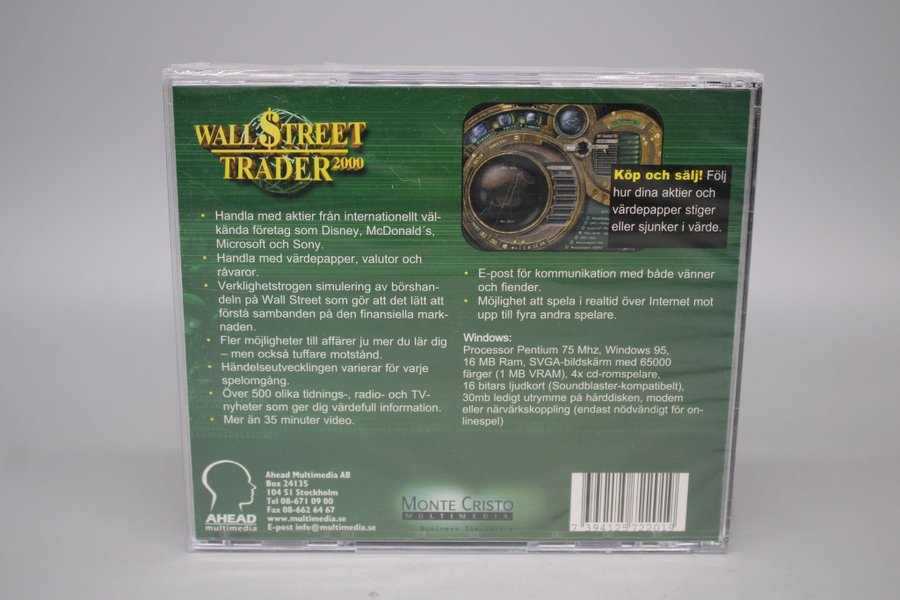 WALL $TREET
TRADER 2000
• Handla med aktier från internationellt väl-
kända företag som Disney, McDonald´s,
Microsoft och Sony.
• Handla med värdepapper, valutor och
råvaror.
• Verklighetstrogen simulering av börshan-
deln på Wall Street som gör att det lätt att
förstå sambanden på den finansiella mark-
naden.
• Fler möjligheter till affärer ju mer du lär dig
– men också tuffare motstånd.
• Händelseutvecklingen varierar för varje
spelomgång.
• Över 500 olika tidnings-, radio- och TV-
nyheter som ger dig värdefull information.
• Mer än 35 minuter video.
Köp och sälj! Följ
hur dina aktier och
värdepapper stiger
eller sjunker i värde.
• E-post för kommunikation med både vänner
och fiender.
• Möjlighet att spela i realtid över Internet mot
upp till fyra andra spelare.
Windows:
Processor Pentium 75 Mhz, Windows 95,
16 MB Ram, SVGA-bildskärm med 65000
färger (1 MB VRAM), 4x cd-romspelare,
16 bitars ljudkort (Soundblaster-kompatibelt),
30mb ledigt utrymme på hårddisken, modem
eller närvärkskoppling (endast nödvändigt för on-
linespel)
AHEAD
multimedia
Ahead Multimedia AB
Box 24135
104 51 Stockholm
Tel 08-671 09 00
Fax 08-662 64 67
www.multimedia.se
E-post info@multimedia.se
MONTE CRISTO
MULTIMEDIA
Business Simulators
7 394129 722019